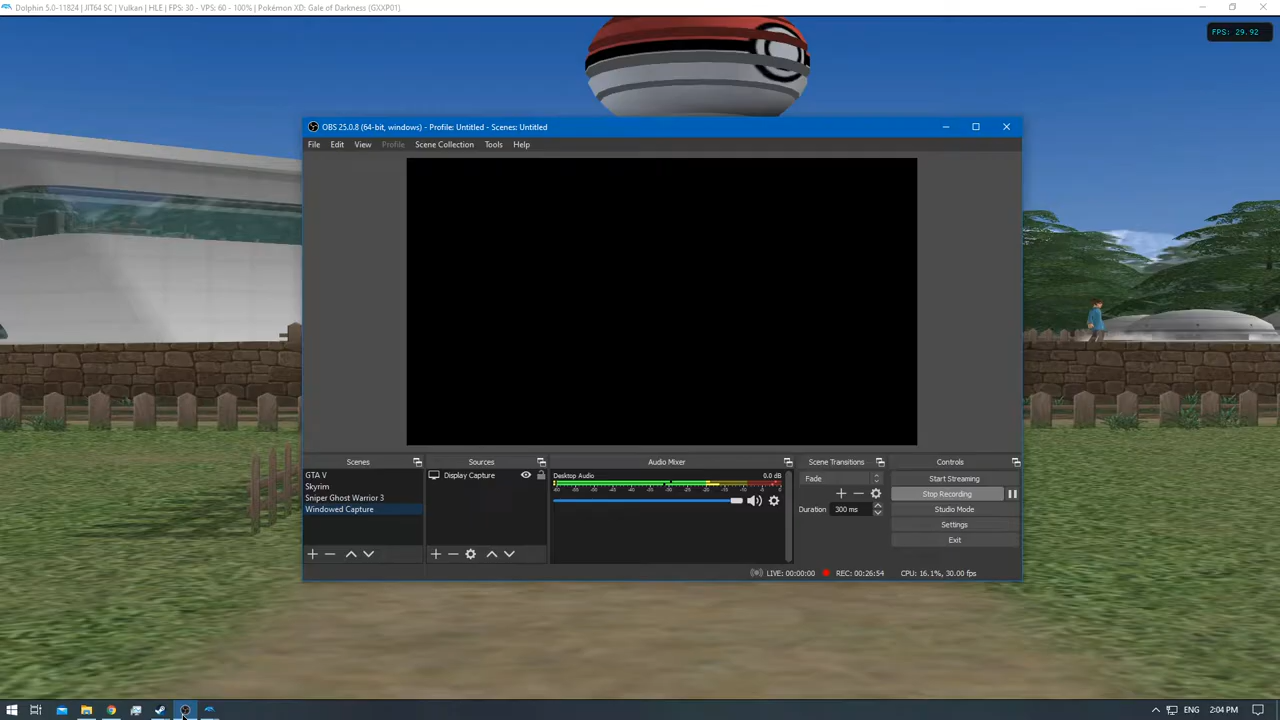 Dolphin 5.0-11824 | JIT64 SC | Vulkan | HLE | FPS: 30 - VPS: 60 - 100% | Pokémon XD: Gale of Darkness (GXXP01)
FPS: 29.92
OBS 25.0.8 (64-bit, windows) - Profile: Untitled - Scenes: Untitled
File Edit View Profile Scene Collection Tools Help
Scenes Sources Audio Mixer Scene Transitions Controls
GTA V
Skyrim
Sniper Ghost Warrior 3
Windowed Capture
Display Capture
Desktop Audio 0.0 dB
Fade
Duration 300 ms
Start Streaming
Stop Recording
Studio Mode
Settings
Exit
LIVE: 00:00:00 REC: 00:26:54 CPU: 16.1%, 30.00 fps
ENG 2:04 PM